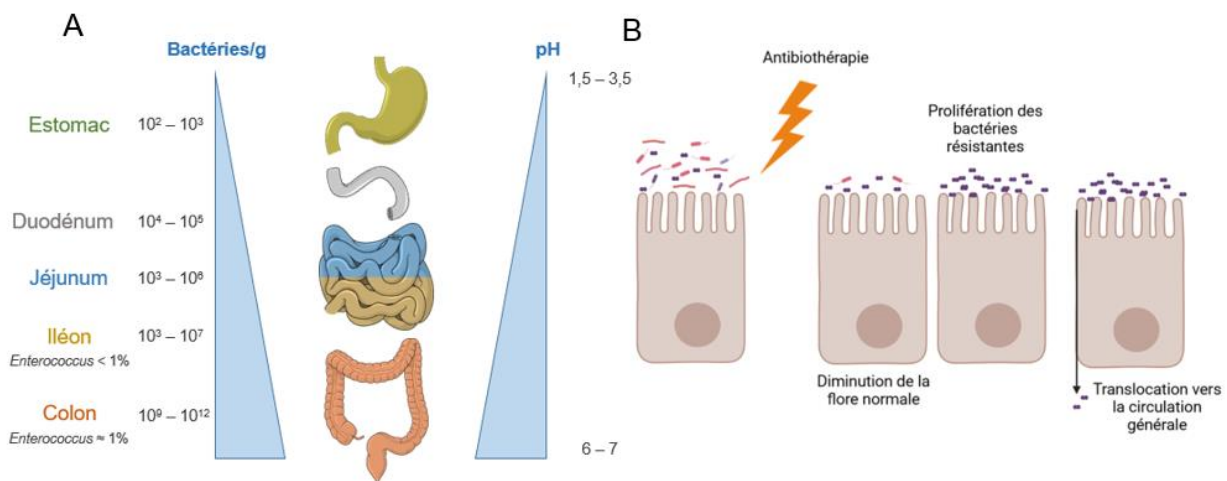 A
Bactéries/g
pH
1,5 – 3,5
Estomac
10² – 10³
Duodénum
10⁴ – 10⁵
Jéjunum
10³ – 10⁶
Iléon
10³ – 10⁷
Enterococcus < 1%
Colon
10⁹ – 10¹²
Enterococcus ≈ 1%
6 – 7
B
Antibiothérapie
Prolifération des
bactéries
résistantes
Diminution de la
flore normale
Translocation vers
la circulation
générale